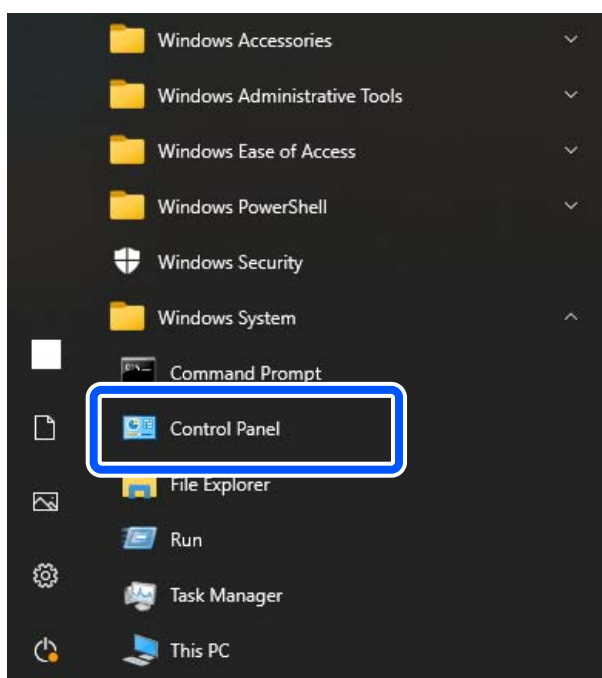 Windows Accessories
Windows Administrative Tools
Windows Ease of Access
Windows PowerShell
Windows Security
Windows System
Command Prompt
Control Panel
File Explorer
Run
Task Manager
This PC